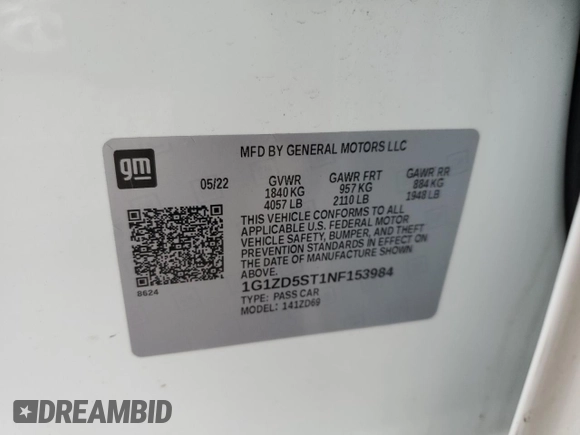 gm
MFD BY GENERAL MOTORS LLC
05/22 GVWR GAWR FRT GAWR RR
1840 KG 957 KG 884 KG
4057 LB 2110 LB 1948 LB
THIS VEHICLE CONFORMS TO ALL
APPLICABLE U.S. FEDERAL MOTOR
VEHICLE SAFETY, BUMPER, AND THEFT
PREVENTION STANDARDS IN EFFECT ON
THE DATE OF MANUFACTURE SHOWN
ABOVE.
8624
1G1ZD5ST1NF153984
TYPE: PASS CAR
MODEL: 141ZD69
DREAMBID